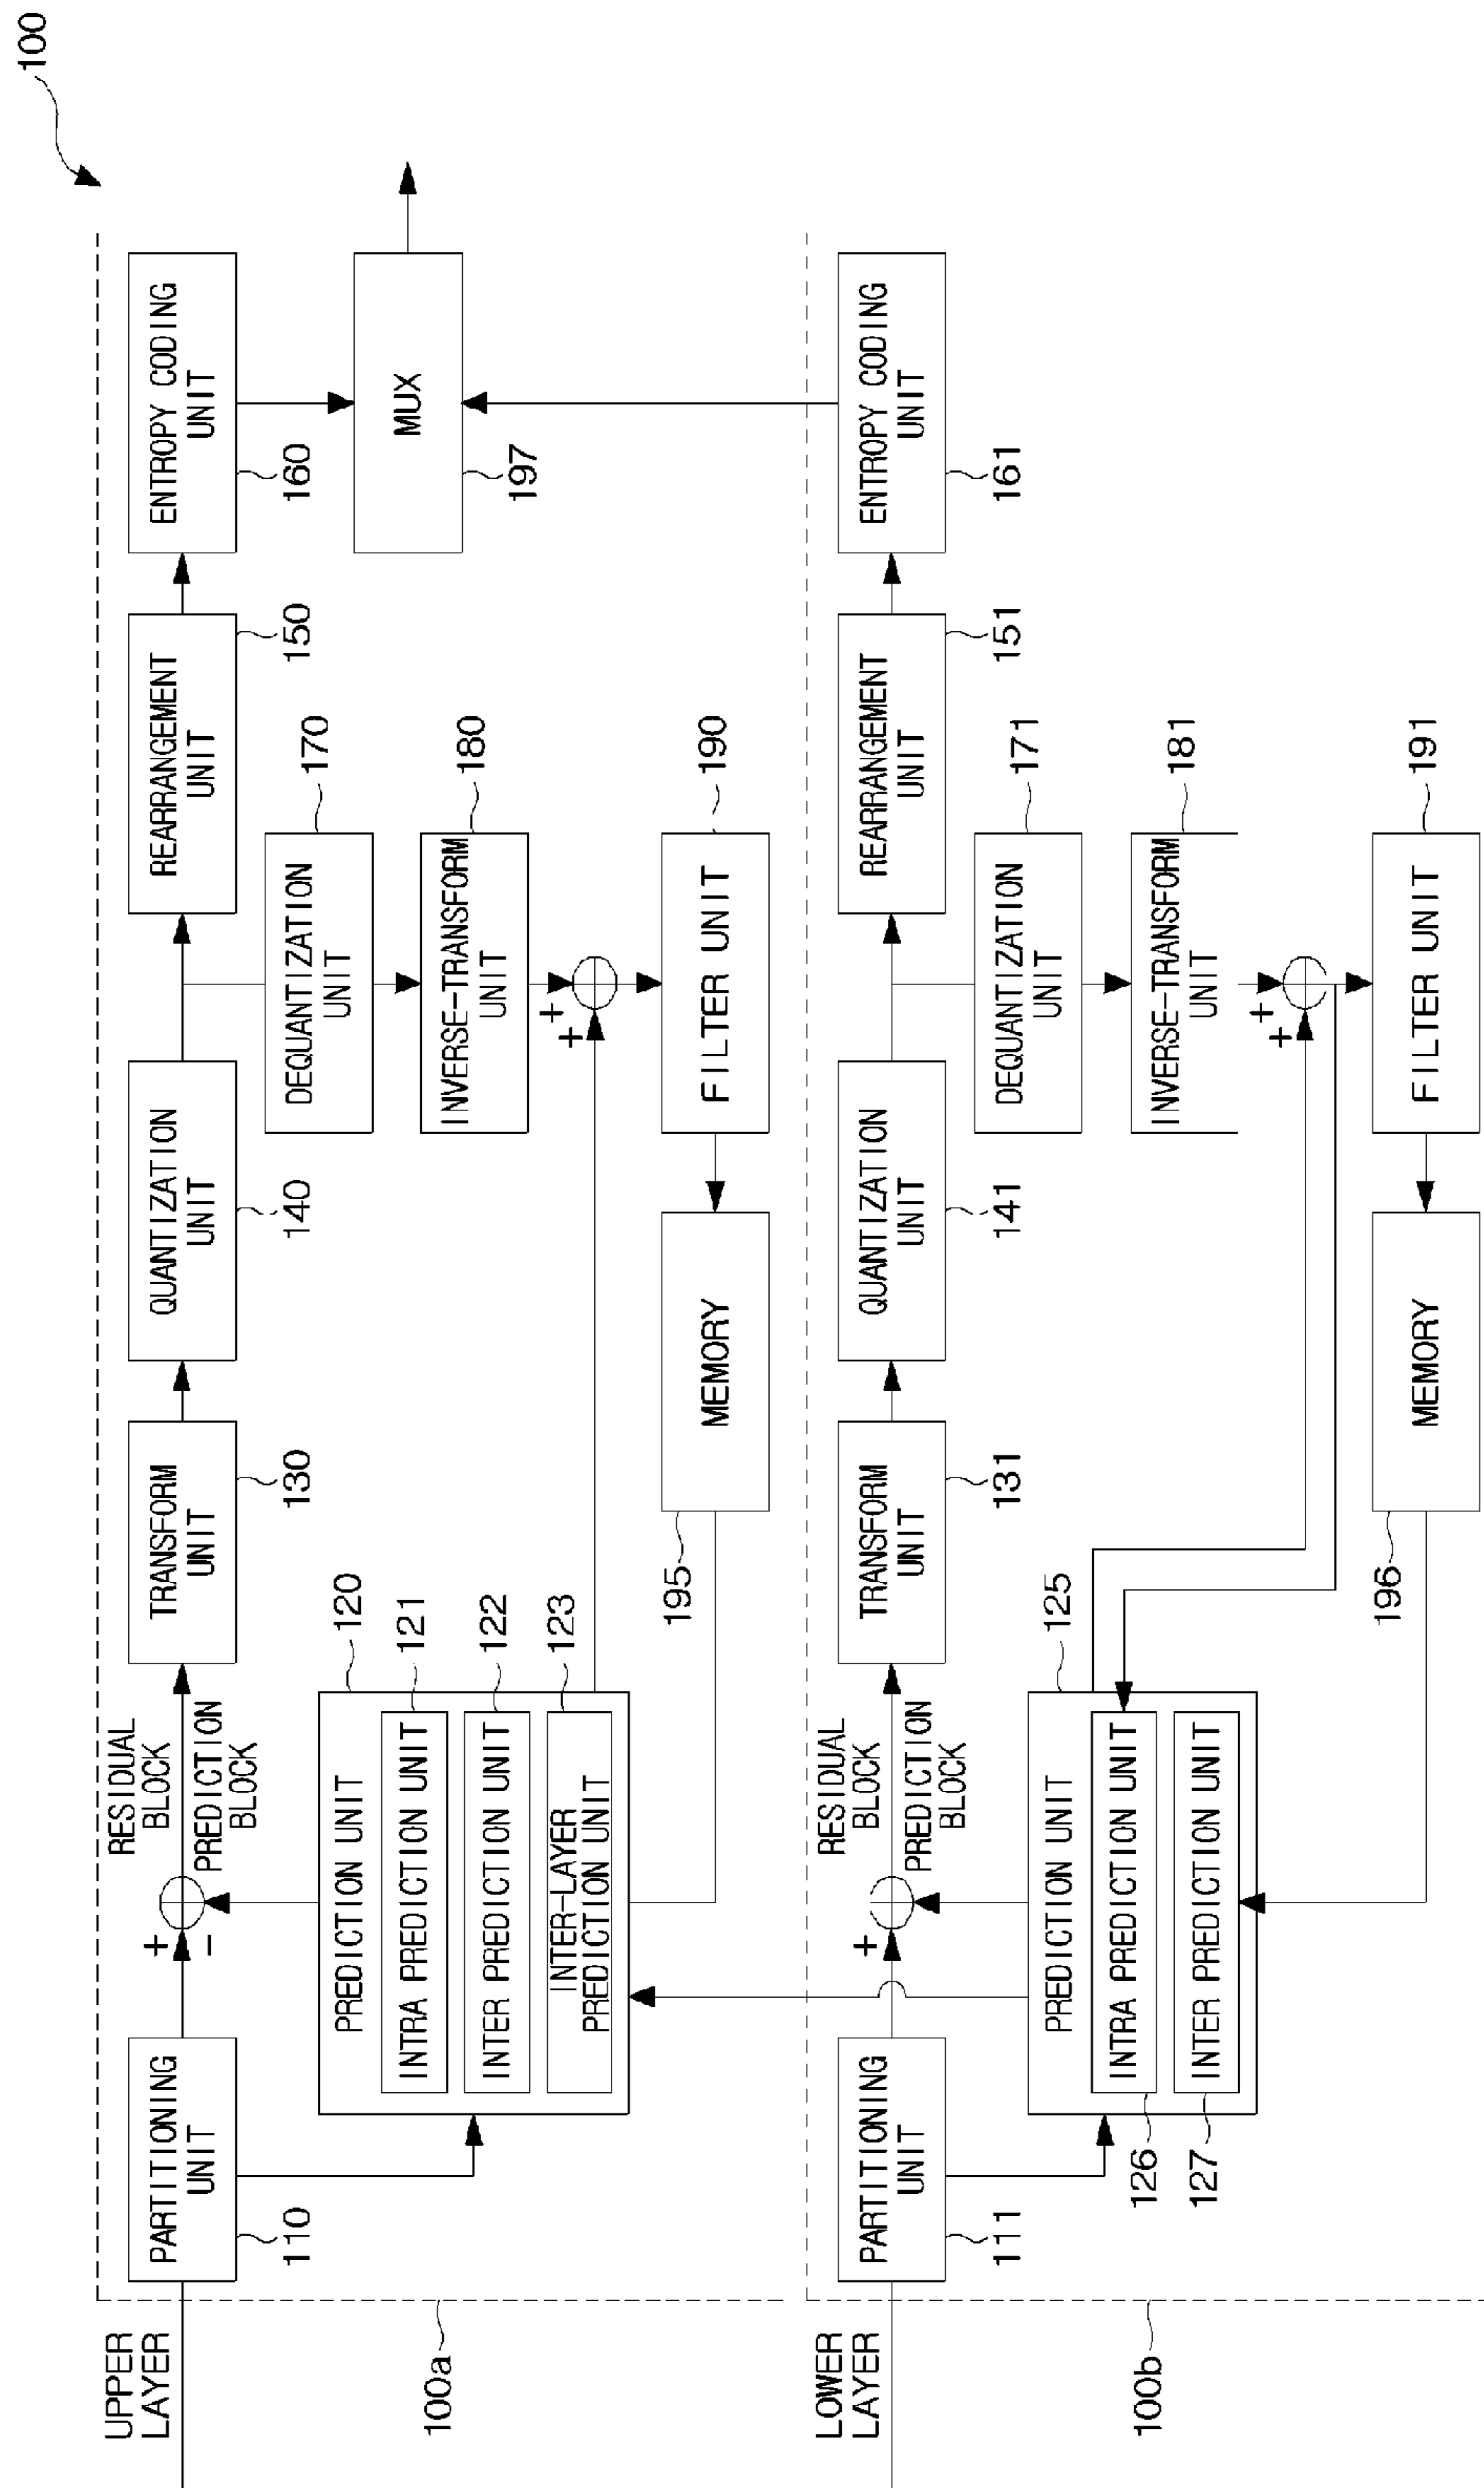 100
UPPER
LAYER
100a
PARTITIONING
UNIT
110
+
-
RESIDUAL
BLOCK
PREDICTION
BLOCK
TRANSFORM
UNIT
130
QUANTIZATION
UNIT
140
REARRANGEMENT
UNIT
150
ENTROPY CODING
UNIT
160
MUX
197
PREDICTION UNIT
120
INTRA PREDICTION UNIT
121
INTER PREDICTION UNIT
122
INTER-LAYER
PREDICTION UNIT
123
DEQUANTIZATION
UNIT
170
INVERSE-TRANSFORM
UNIT
180
+
+
FILTER UNIT
190
MEMORY
195
LOWER
LAYER
100b
PARTITIONING
UNIT
111
+
RESIDUAL
BLOCK
PREDICTION
BLOCK
TRANSFORM
UNIT
131
QUANTIZATION
UNIT
141
REARRANGEMENT
UNIT
151
ENTROPY CODING
UNIT
161
PREDICTION UNIT
125
INTRA PREDICTION UNIT
126
INTER PREDICTION UNIT
127
DEQUANTIZATION
UNIT
171
INVERSE-TRANSFORM
UNIT
181
+
+
FILTER UNIT
191
MEMORY
196